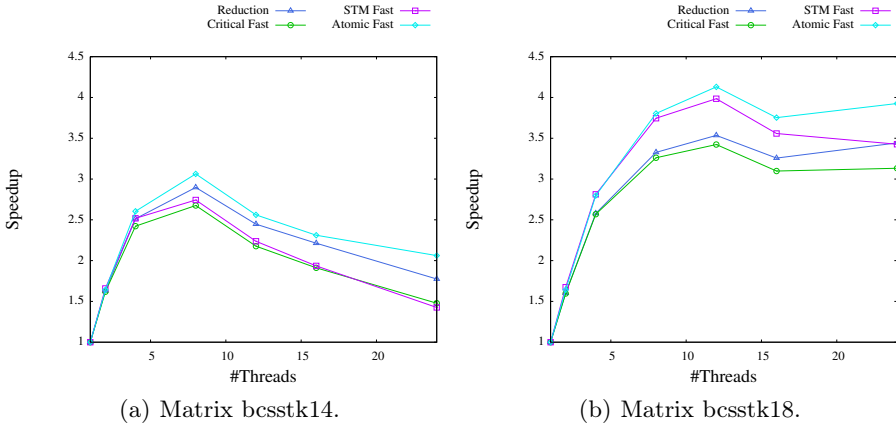 Reduction STM Fast
Critical Fast Atomic Fast
4.5
4
3.5
3
2.5
2
1.5
1
5 10 15 20
Speedup
#Threads
(a) Matrix bcsstk14.
Reduction STM Fast
Critical Fast Atomic Fast
4.5
4
3.5
3
2.5
2
1.5
1
5 10 15 20
Speedup
#Threads
(b) Matrix bcsstk18.